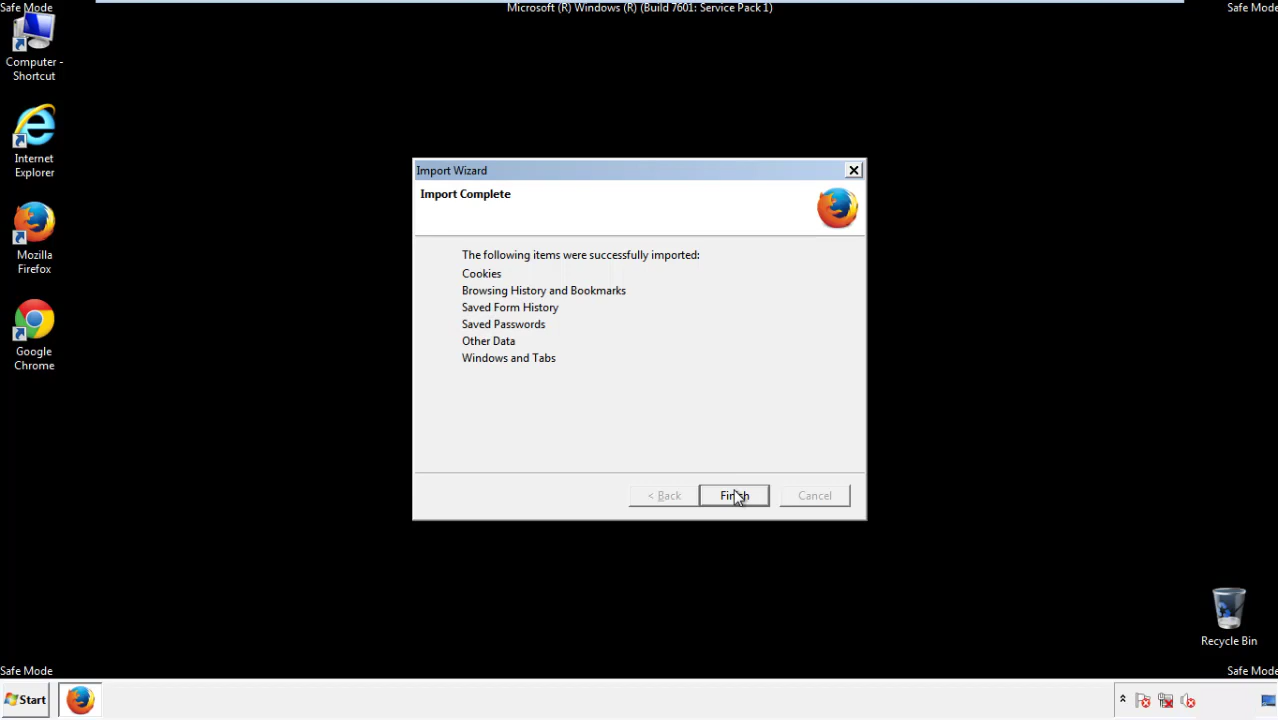 Safe Mode
Microsoft (R) Windows (R) (Build 7601: Service Pack 1)
Safe Mode
Computer -
Shortcut
Internet
Explorer
Mozilla
Firefox
Google
Chrome
Import Wizard
Import Complete
The following items were successfully imported:
Cookies
Browsing History and Bookmarks
Saved Form History
Saved Passwords
Other Data
Windows and Tabs
< Back
Finish
Cancel
Recycle Bin
Safe Mode
Safe Mode
Start